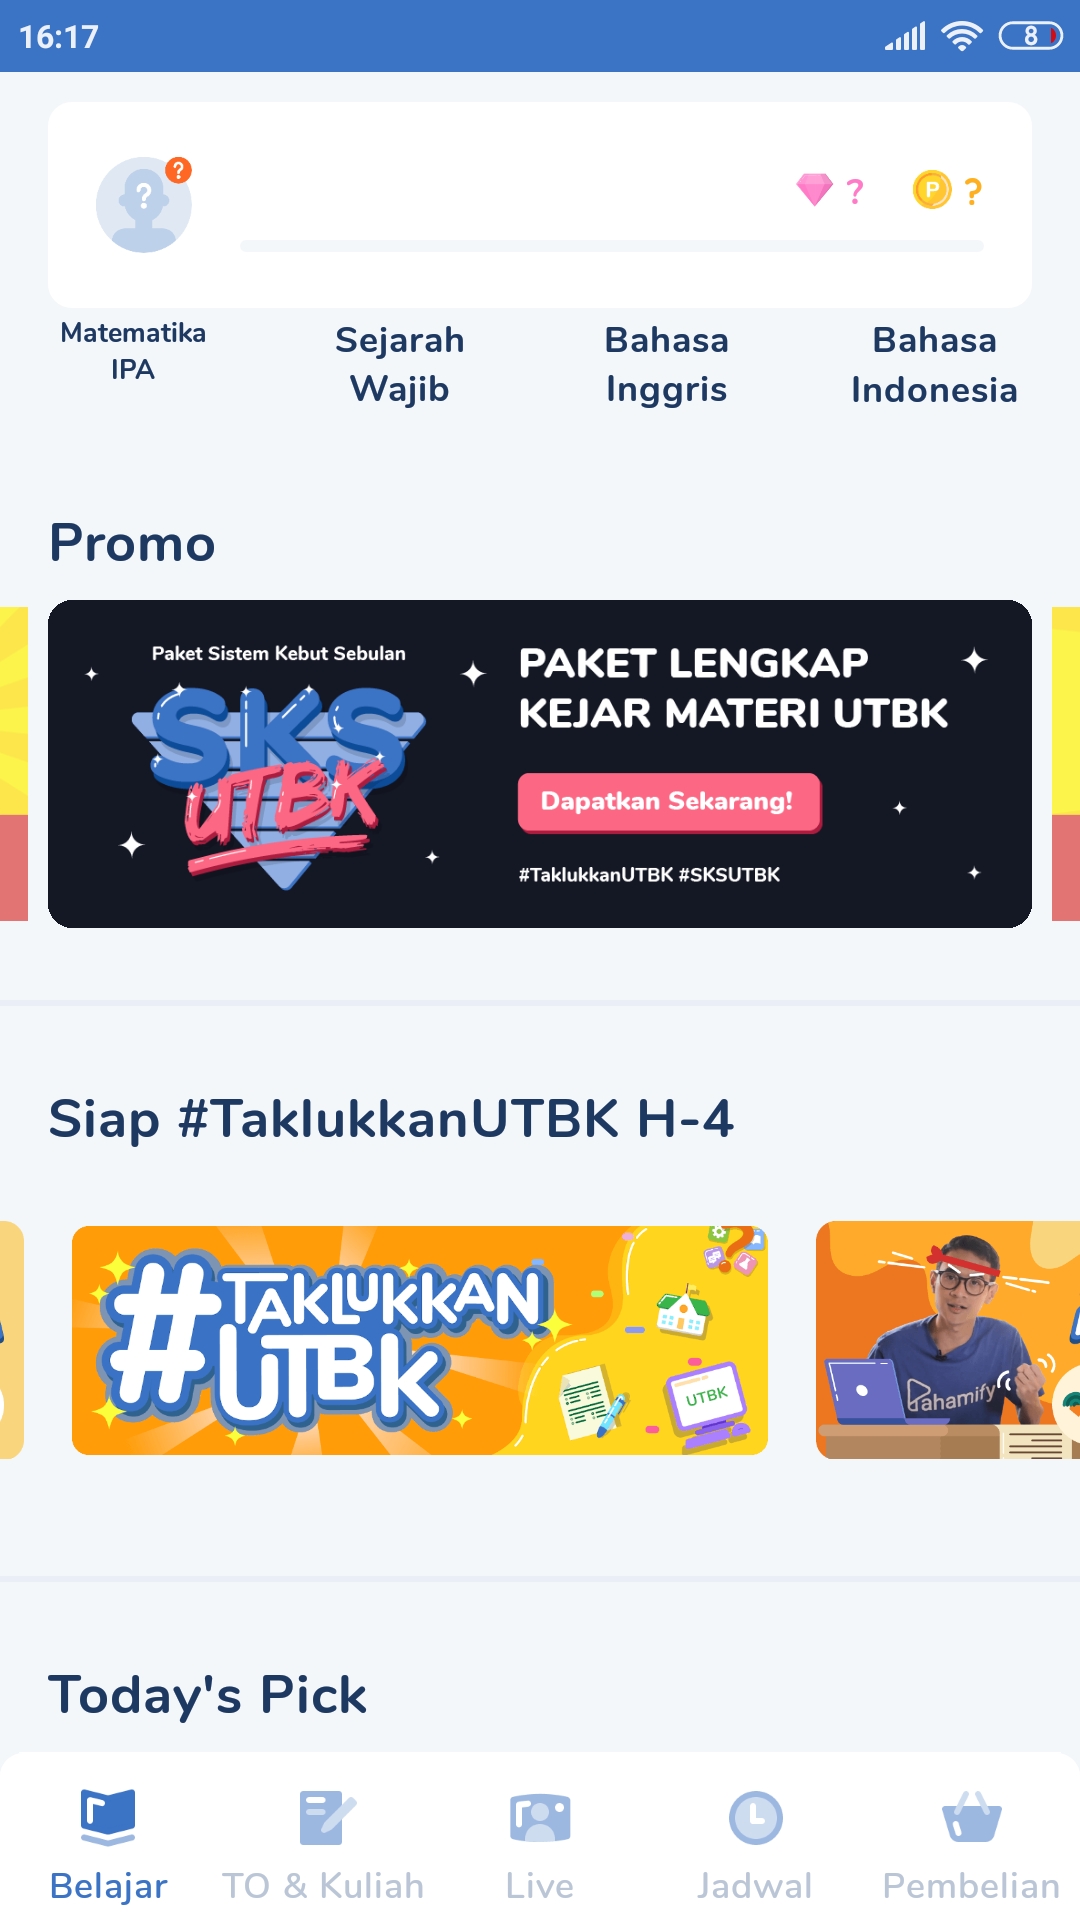 16:17
8
?
?
?
P
?
Matematika
IPA
Sejarah
Wajib
Bahasa
Inggris
Bahasa
Indonesia
Promo
Paket Sistem Kebut Sebulan
SKS
UTBK
PAKET LENGKAP
KEJAR MATERI UTBK
Dapatkan Sekarang!
#TaklukkanUTBK #SKSUTBK
Siap #TaklukkanUTBK H-4
#TAKLUKKAN
UTBK
?
UTBK
Pahamify
Today's Pick
Belajar
TO & Kuliah
Live
Jadwal
Pembelian